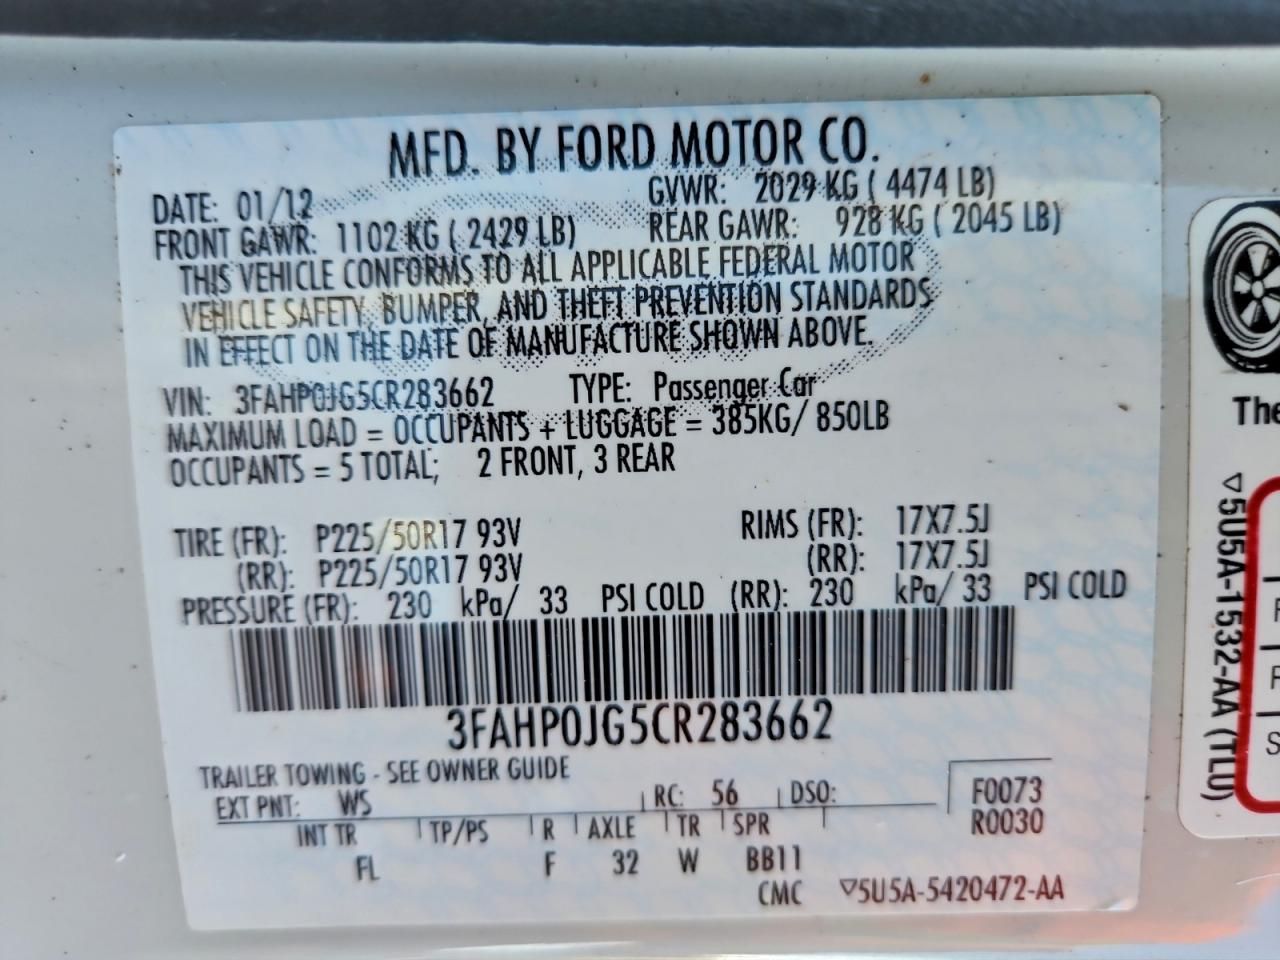 MFD. BY FORD MOTOR CO.
DATE: 01/12 GVWR: 2029 KG ( 4474 LB)
FRONT GAWR: 1102 KG ( 2429 LB) REAR GAWR: 928 KG ( 2045 LB)
THIS VEHICLE CONFORMS TO ALL APPLICABLE FEDERAL MOTOR
VEHICLE SAFETY, BUMPER, AND THEFT PREVENTION STANDARDS
IN EFFECT ON THE DATE OF MANUFACTURE SHOWN ABOVE.
VIN: 3FAHP0JG5CR283662 TYPE: Passenger Car
MAXIMUM LOAD = OCCUPANTS + LUGGAGE = 385KG/ 850LB
OCCUPANTS = 5 TOTAL; 2 FRONT, 3 REAR
TIRE (FR): P225/50R17 93V RIMS (FR): 17X7.5J
(RR): P225/50R17 93V (RR): 17X7.5J
PRESSURE (FR): 230 kPa/ 33 PSI COLD (RR): 230 kPa/ 33 PSI COLD
3FAHP0JG5CR283662
TRAILER TOWING - SEE OWNER GUIDE
EXT PNT: WS RC: 56 DSO: F0073
R0030
INT TR TP/PS R AXLE TR SPR
FL F 32 W BB11
CMC ▽5U5A-5420472-AA
The
▽5U5A-1532-AA (TLU)
F
F
S